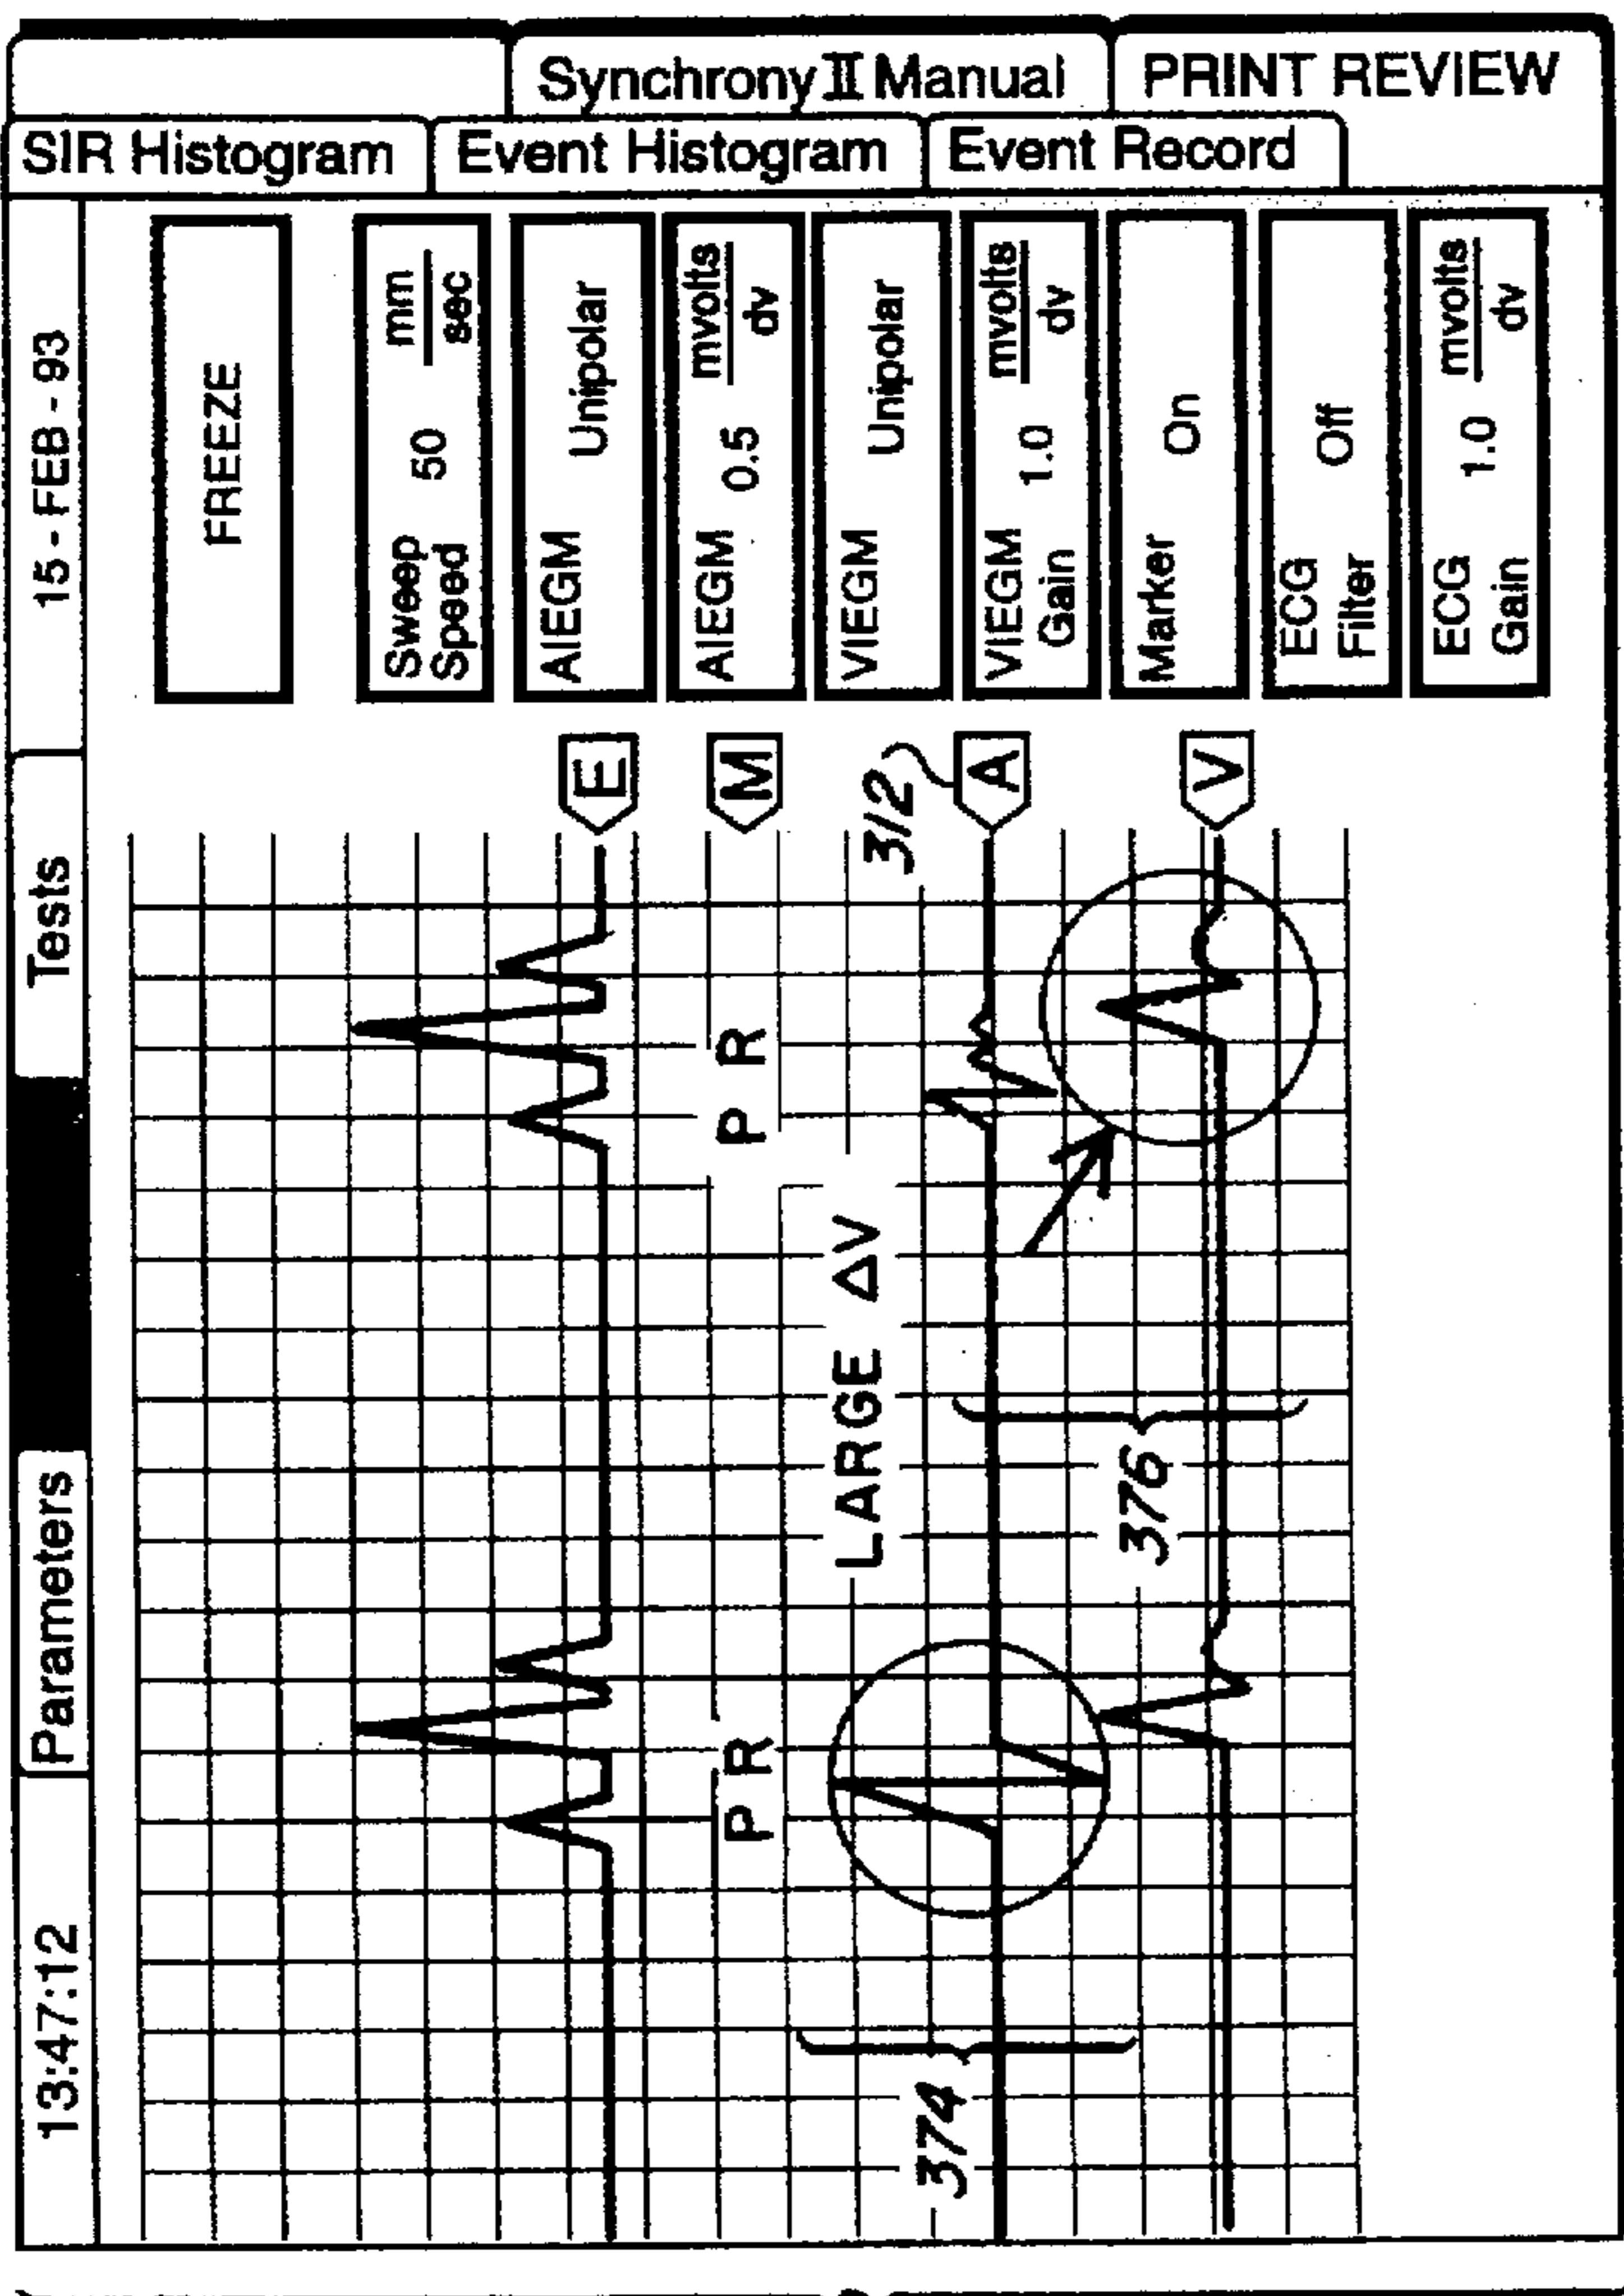 Synchrony II Manual
PRINT REVIEW
SIR Histogram
Event Histogram
Event Record
13:47:12
Parameters
Tests
15 - FEB - 93
FREEZE
Sweep Speed 50 mm/sec
AIEGM Unipolar
AIEGM 0.5 mvolts/dv
VIEGM Unipolar
VIEGM Gain 1.0 mvolts/dv
Marker On
ECG Filter Off
ECG Gain 1.0 mvolts/dv
E
M
A
V
312
P R
P R
LARGE ΔV
374
376